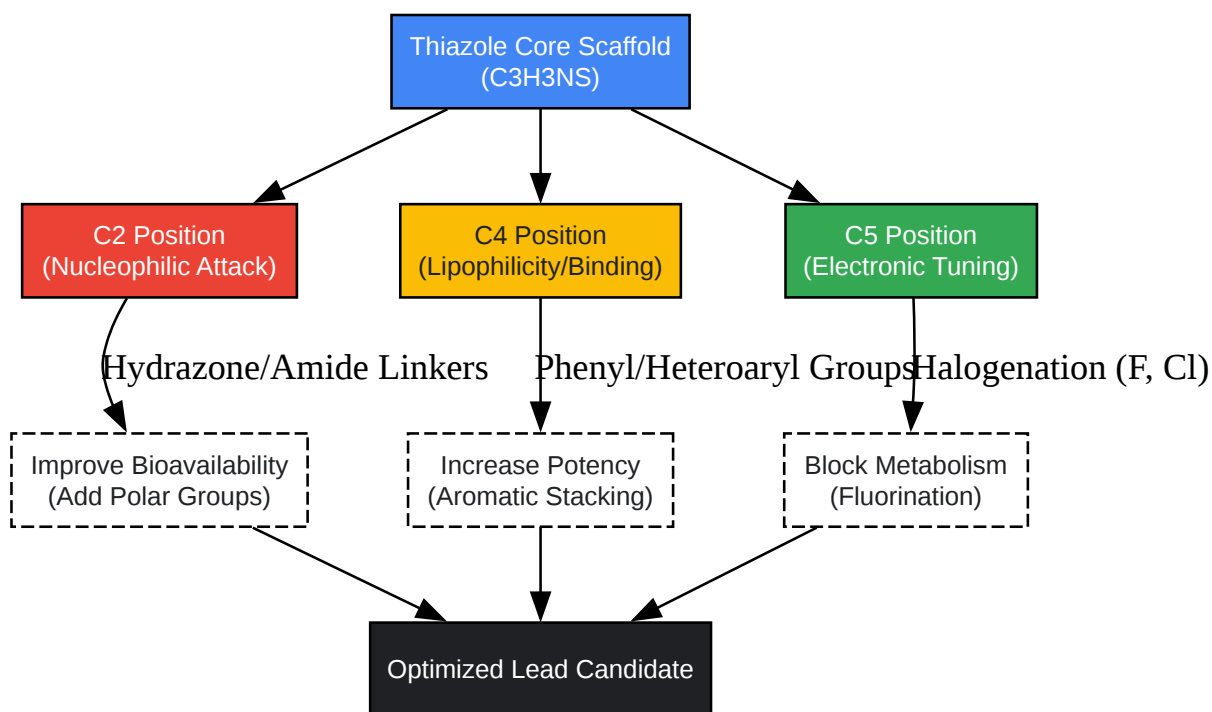 Thiazole Core Scaffold
(C3H3NS)
C2 Position
(Nucleophilic Attack)
C4 Position
(Lipophilicity/Binding)
C5 Position
(Electronic Tuning)
Hydrazone/Amide Linkers
Phenyl/Heteroaryl Groups
Halogenation (F, Cl)
Improve Bioavailability
(Add Polar Groups)
Increase Potency
(Aromatic Stacking)
Block Metabolism
(Fluorination)
Optimized Lead Candidate